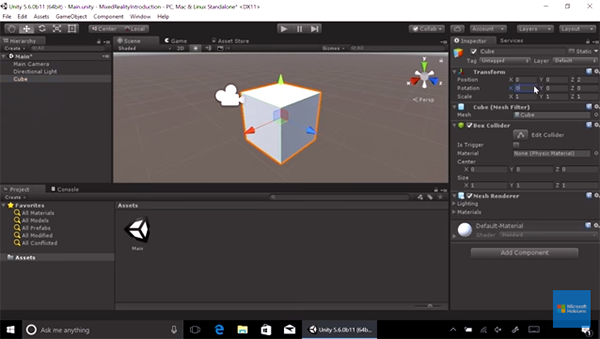 Unity 5.6.0b11 (64bit) - Main.unity - MixedRealityIntroduction - PC, Mac & Linux Standalone* <DX11>
File Edit Assets GameObject Component Window Help
Center Local Collab Account Layers Layout
Hierarchy
Create All
Main*
Main Camera
Directional Light
Cube
Scene Game Asset Store
Shaded 2D Gizmos All
y
x
z
Persp
Inspector Services
Cube Static
Tag Untagged Layer Default
Transform
Position X 0 Y 0 Z 2
Rotation X 0 Y 0 Z 0
Scale X 1 Y 1 Z 1
Cube (Mesh Filter)
Mesh Cube
Box Collider
Edit Collider
Is Trigger
Material None (Physic Material)
Center
X 0 Y 0 Z 0
Size
X 1 Y 1 Z 1
Mesh Renderer
Lighting
Materials
Default-Material
Shader Standard
Add Component
Project Console
Create
Favorites
All Materials
All Models
All Prefabs
All Modified
All Conflicted
Assets
Assets
Main
Microsoft
HoloLens
Ask me anything
Unity 5.6.0b11 (64bit...